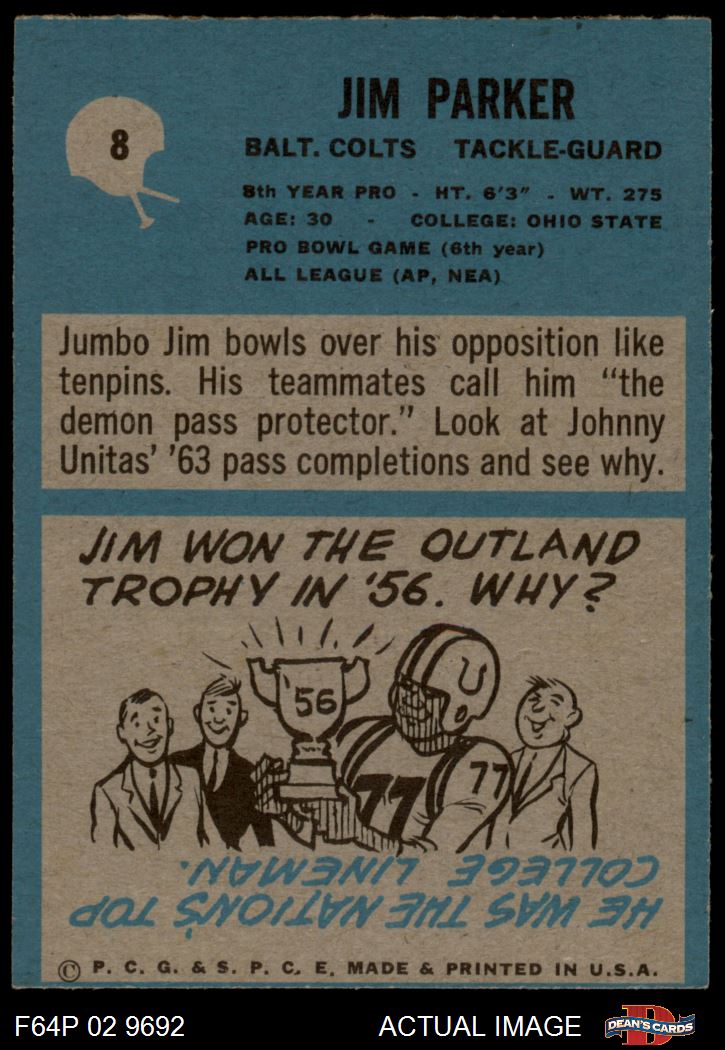 8
JIM PARKER
BALT. COLTS TACKLE-GUARD
8th YEAR PRO - HT. 6'3" - WT. 275
AGE: 30 - COLLEGE: OHIO STATE
PRO BOWL GAME (6th year)
ALL LEAGUE (AP, NEA)
Jumbo Jim bowls over his opposition like
tenpins. His teammates call him “the
demon pass protector.” Look at Johnny
Unitas’ ’63 pass completions and see why.
JIM WON THE OUTLAND
TROPHY IN '56. WHY?
56
77
77
HE WAS THE NATION'S TOP
COLLEGE LINEMAN.
© P. C. G. & S. P. C. E. MADE & PRINTED IN U.S.A.
F64P 02 9692 ACTUAL IMAGE
D
DEAN'S CARDS